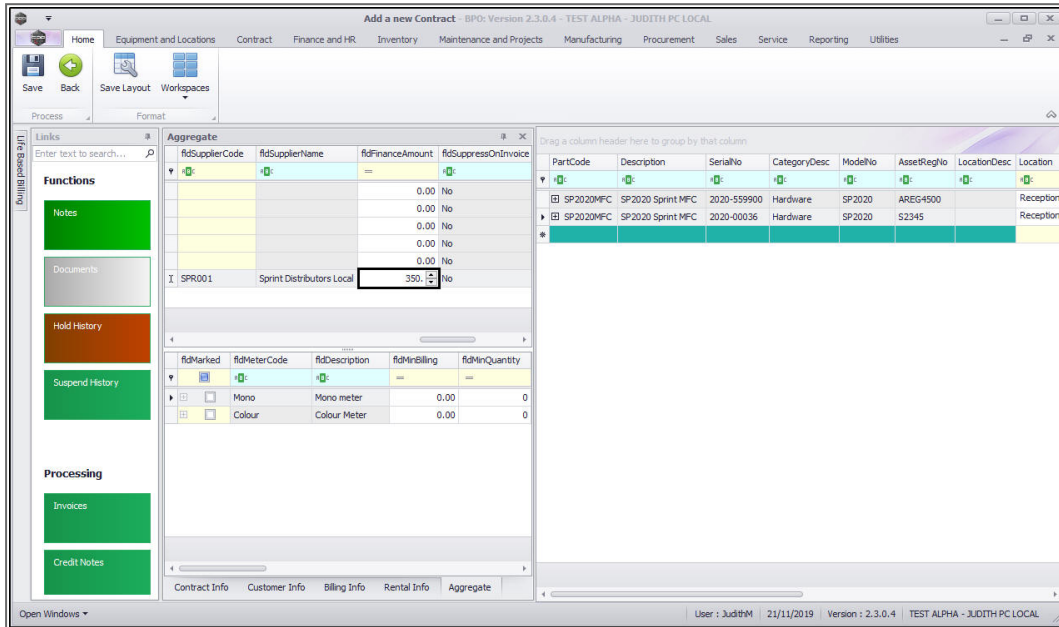 Add a new Contract - BPO: Version 2.3.0.4 - TEST ALPHA - JUDITH PC LOCAL
Home Equipment and Locations Contract Finance and HR Inventory Maintenance and Projects Manufacturing Procurement Sales Service Reporting Utilities
Save Back Save Layout Workspaces
Process Format
Life Based Billing
Links
Enter text to search...
Functions
Notes
Documents
Hold History
Suspend History
Processing
Invoices
Credit Notes
Aggregate
fldSupplierCode fldSupplierName fldFinanceAmount fldSuppressOnInvoice
=
0.00 No
0.00 No
0.00 No
0.00 No
0.00 No
SPR001 Sprint Distributors Local 350. No
fldMarked fldMeterCode fldDescription fldMinBilling fldMinQuantity
= =
Mono Mono meter 0.00 0
Colour Colour Meter 0.00 0
Contract Info Customer Info Billing Info Rental Info Aggregate
Drag a column header here to group by that column
PartCode Description SerialNo CategoryDesc ModelNo AssetRegNo LocationDesc Location
SP2020MFC SP2020 Sprint MFC 2020-559900 Hardware SP2020 AREG4500 Reception
SP2020MFC SP2020 Sprint MFC 2020-00036 Hardware SP2020 S2345 Reception
Open Windows User : JudithM 21/11/2019 Version : 2.3.0.4 TEST ALPHA - JUDITH PC LOCAL